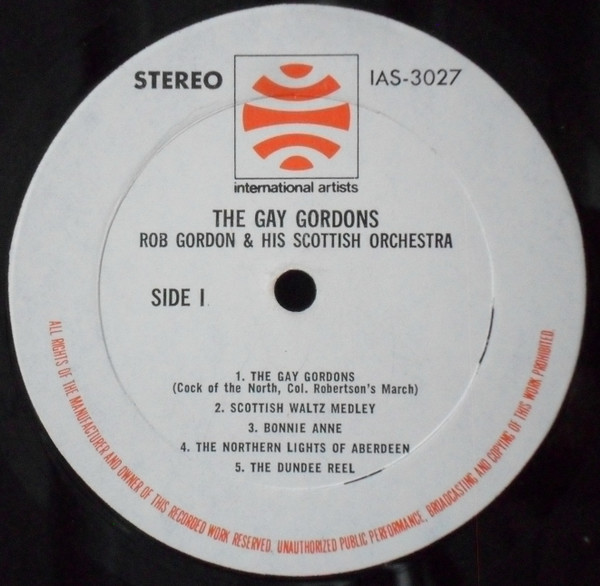 STEREO
IAS-3027
international artists
THE GAY GORDONS
ROB GORDON & HIS SCOTTISH ORCHESTRA
SIDE I
1. THE GAY GORDONS
(Cock of the North, Col. Robertson's March)
2. SCOTTISH WALTZ MEDLEY
3. BONNIE ANNE
4. THE NORTHERN LIGHTS OF ABERDEEN
5. THE DUNDEE REEL
ALL RIGHTS OF THE MANUFACTURER AND OWNER OF THIS RECORDED WORK RESERVED. UNAUTHORIZED PUBLIC PERFORMANCE, BROADCASTING AND COPYING OF THIS WORK PROHIBITED.